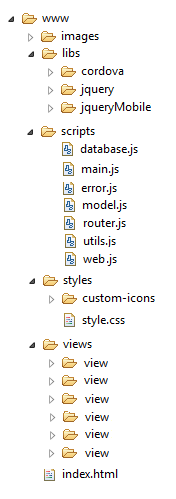 www
images
libs
cordova
jquery
jqueryMobile
scripts
database.js
main.js
error.js
model.js
router.js
utils.js
web.js
styles
custom-icons
style.css
views
view
view
view
view
view
view
index.html